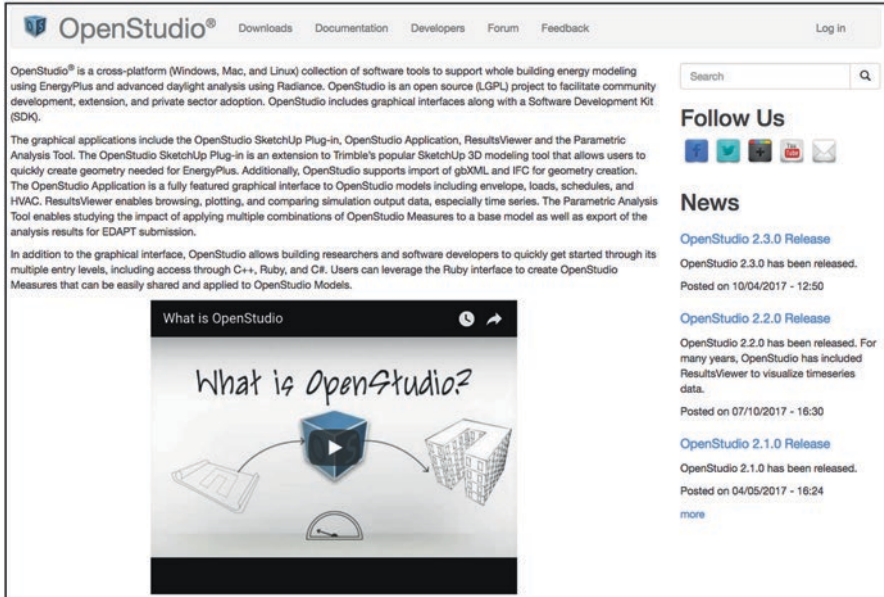 OpenStudio® Downloads Documentation Developers Forum Feedback Log in
OpenStudio® is a cross-platform (Windows, Mac, and Linux) collection of software tools to support whole building energy modeling
using EnergyPlus and advanced daylight analysis using Radiance. OpenStudio is an open source (LGPL) project to facilitate community
development, extension, and private sector adoption. OpenStudio includes graphical interfaces along with a Software Development Kit
(SDK).
The graphical applications include the OpenStudio SketchUp Plug-in, OpenStudio Application, ResultsViewer and the Parametric
Analysis Tool. The OpenStudio SketchUp Plug-in is an extension to Trimble's popular SketchUp 3D modeling tool that allows users to
quickly create geometry needed for EnergyPlus. Additionally, OpenStudio supports import of gbXML and IFC for geometry creation.
The OpenStudio Application is a fully featured graphical interface to OpenStudio models including envelope, loads, schedules, and
HVAC. ResultsViewer enables browsing, plotting, and comparing simulation output data, especially time series. The Parametric Analysis
Tool enables studying the impact of applying multiple combinations of OpenStudio Measures to a base model as well as export of the
analysis results for EDAPT submission.
In addition to the graphical interface, OpenStudio allows building researchers and software developers to quickly get started through its
multiple entry levels, including access through C++, Ruby, and C#. Users can leverage the Ruby interface to create OpenStudio
Measures that can be easily shared and applied to OpenStudio Models.
What is OpenStudio
What is OpenStudio?
OS
Search
Follow Us
You Tube
News
OpenStudio 2.3.0 Release
OpenStudio 2.3.0 has been released.
Posted on 10/04/2017 - 12:50
OpenStudio 2.2.0 Release
OpenStudio 2.2.0 has been released. For
many years, OpenStudio has included
ResultsViewer to visualize timeseries
data.
Posted on 07/10/2017 - 16:30
OpenStudio 2.1.0 Release
OpenStudio 2.1.0 has been released.
Posted on 04/05/2017 - 16:24
more